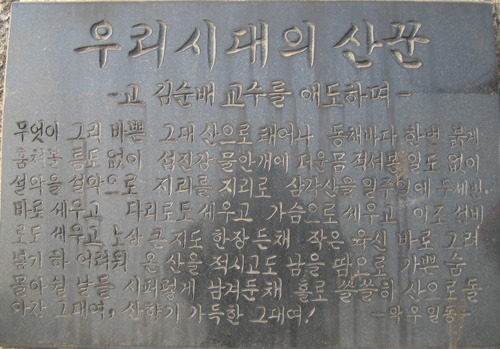 우리시대의 산꾼
-고 김순배 교수를 애도하며-
무엇이 그리 바쁜 그대 산으로 태어나 동해바다 한번 붉게
훔쳐볼 틈도 없이 섬진강 물안개에 더운몸 적셔볼 일도 없이
설악을 설악으로 지리를 지리로 삼각산을 일주일에 두세번,
바로 세우고 다리로도 세우고 가슴으로 세우고 이조 선비
로도 세우고 노상 큰 지도 한장 든채 작은 육신 바로 그려
하 어려워 온 산을 적시고도 남을 땀으로 가쁜 숨
몰아쉴 날들 시퍼렇게 남겨둔채 홀로 쓸쓸히 산으로 돌
아간 그대여, 산향기 가득한 그대여! -악우일동-